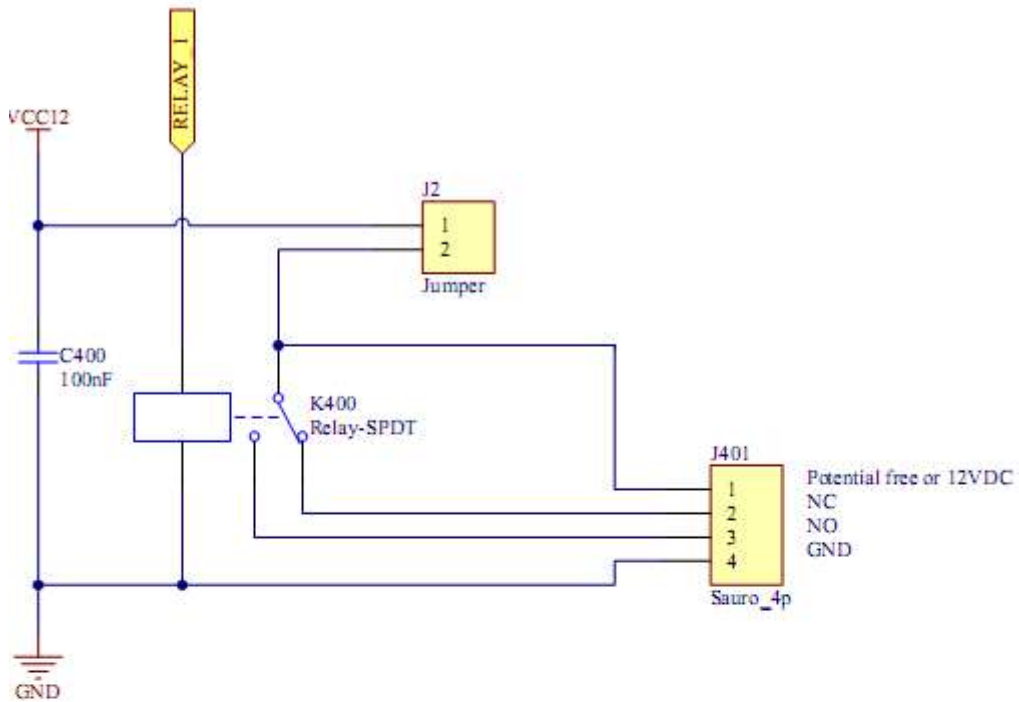 RELAY_1
VCC12
J2
1
2
Jumper
C400
100nF
K400
Relay-SPDT
J401
1
2
3
4
Potential free or 12VDC
NC
NO
GND
Sauro_4p
GND